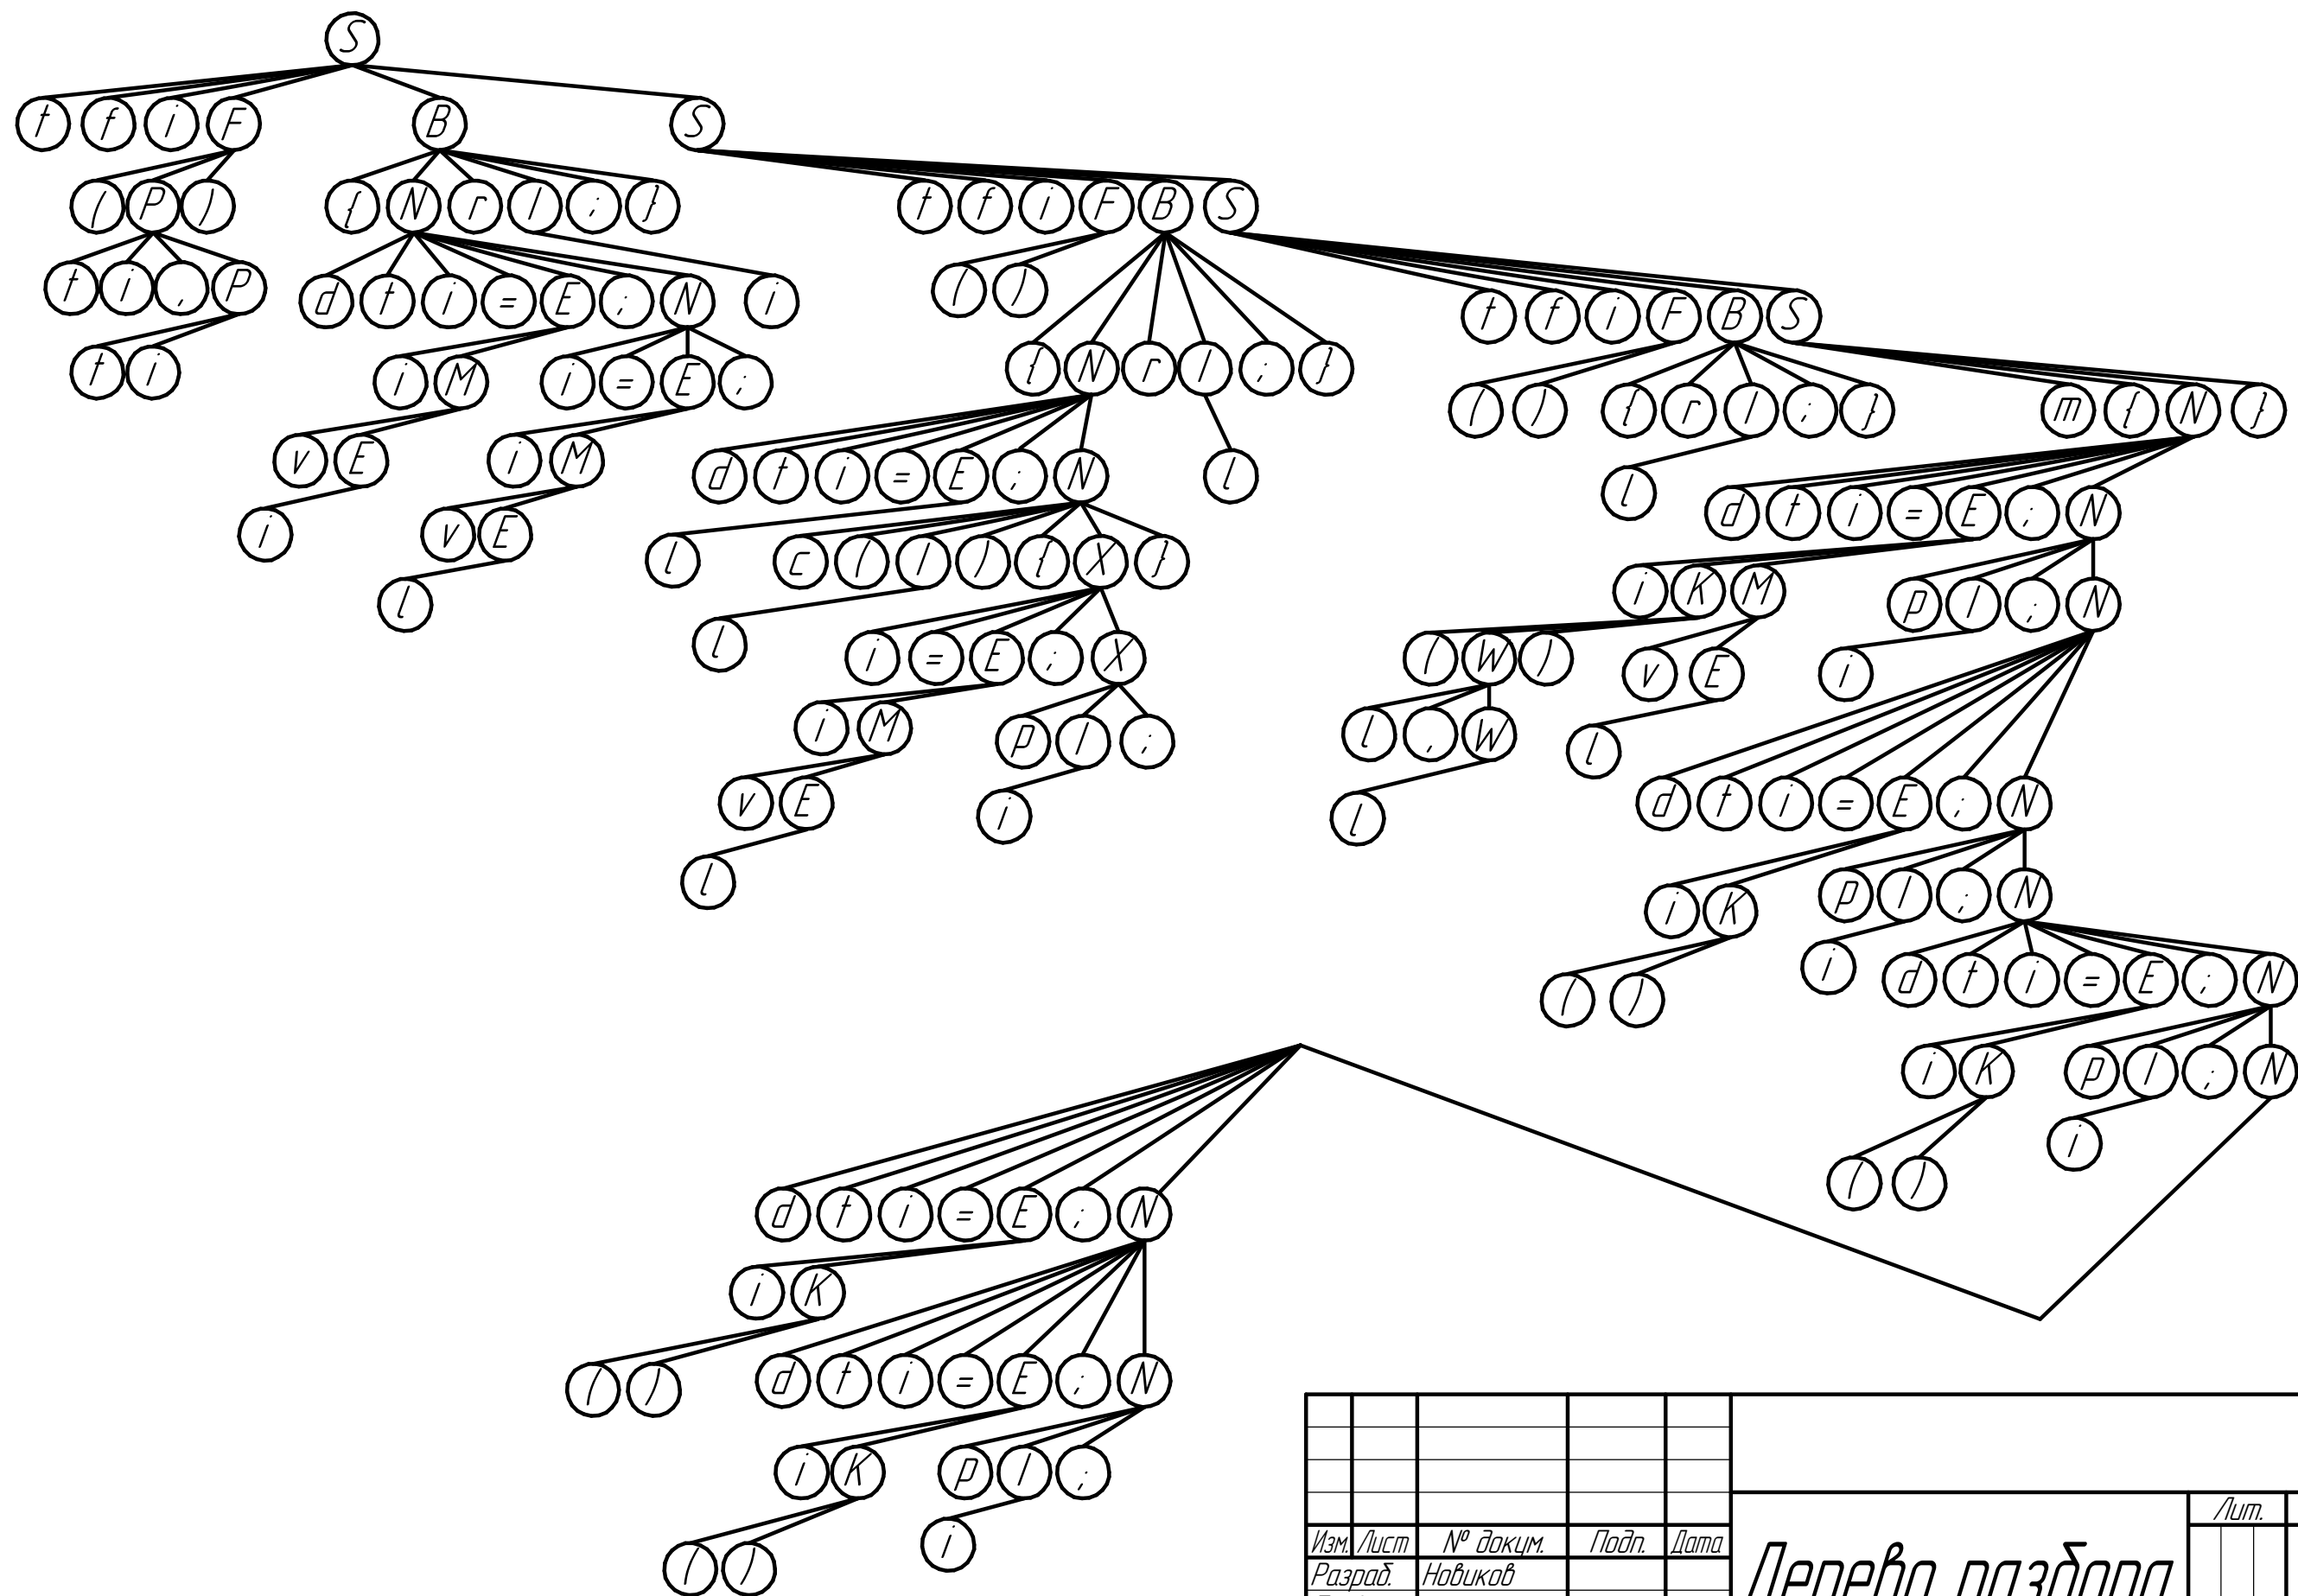 S
t f i F B S
( P ) { N r I ; } t f i F B S
t i , P d t i = E ; N i ( ) t f i F B S
t i i M i = E ; { N r I ; } ( ) { r I ; } m { N }
v E i M d t i = E ; N l l d t i = E ; N
i v E l c ( I ) { X } i K M p I ; N
l l i = E ; X ( W ) v E i
i M p I ; l , W l
v E i l d t i = E ; N
l i K p I ; N
( ) i d t i = E ; N
i K p I ; N
i
( )
d t i = E ; N
i K
( ) d t i = E ; N
i K p I ;
i
( )
Лит.
Изм. Лист № докум. Подп. Дата
Разраб. Новиков
Дерево разбора